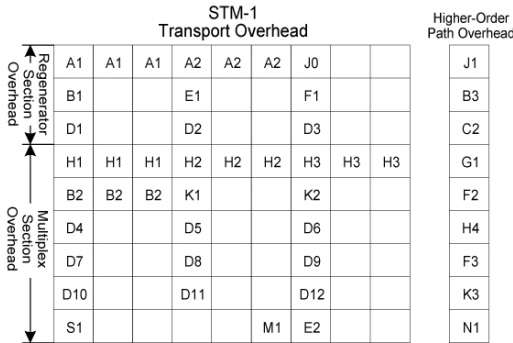 STM-1
Transport Overhead
Higher-Order
Path Overhead
Regenerator
Section
Overhead
A1 A1 A1 A2 A2 A2 J0 J1
B1 E1 F1 B3
D1 D2 D3 C2
Multiplex
Section
Overhead
H1 H1 H1 H2 H2 H2 H3 H3 H3 G1
B2 B2 B2 K1 K2 F2
D4 D5 D6 H4
D7 D8 D9 F3
D10 D11 D12 K3
S1 M1 E2 N1